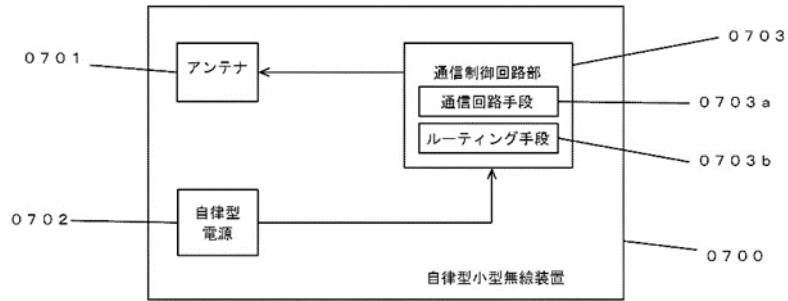 ０７０１
アンテナ
通信制御回路部
通信回路手段
ルーティング手段
０７０３
０７０３ａ
０７０３ｂ
０７０２
自律型
電源
０７００
自律型小型無線装置